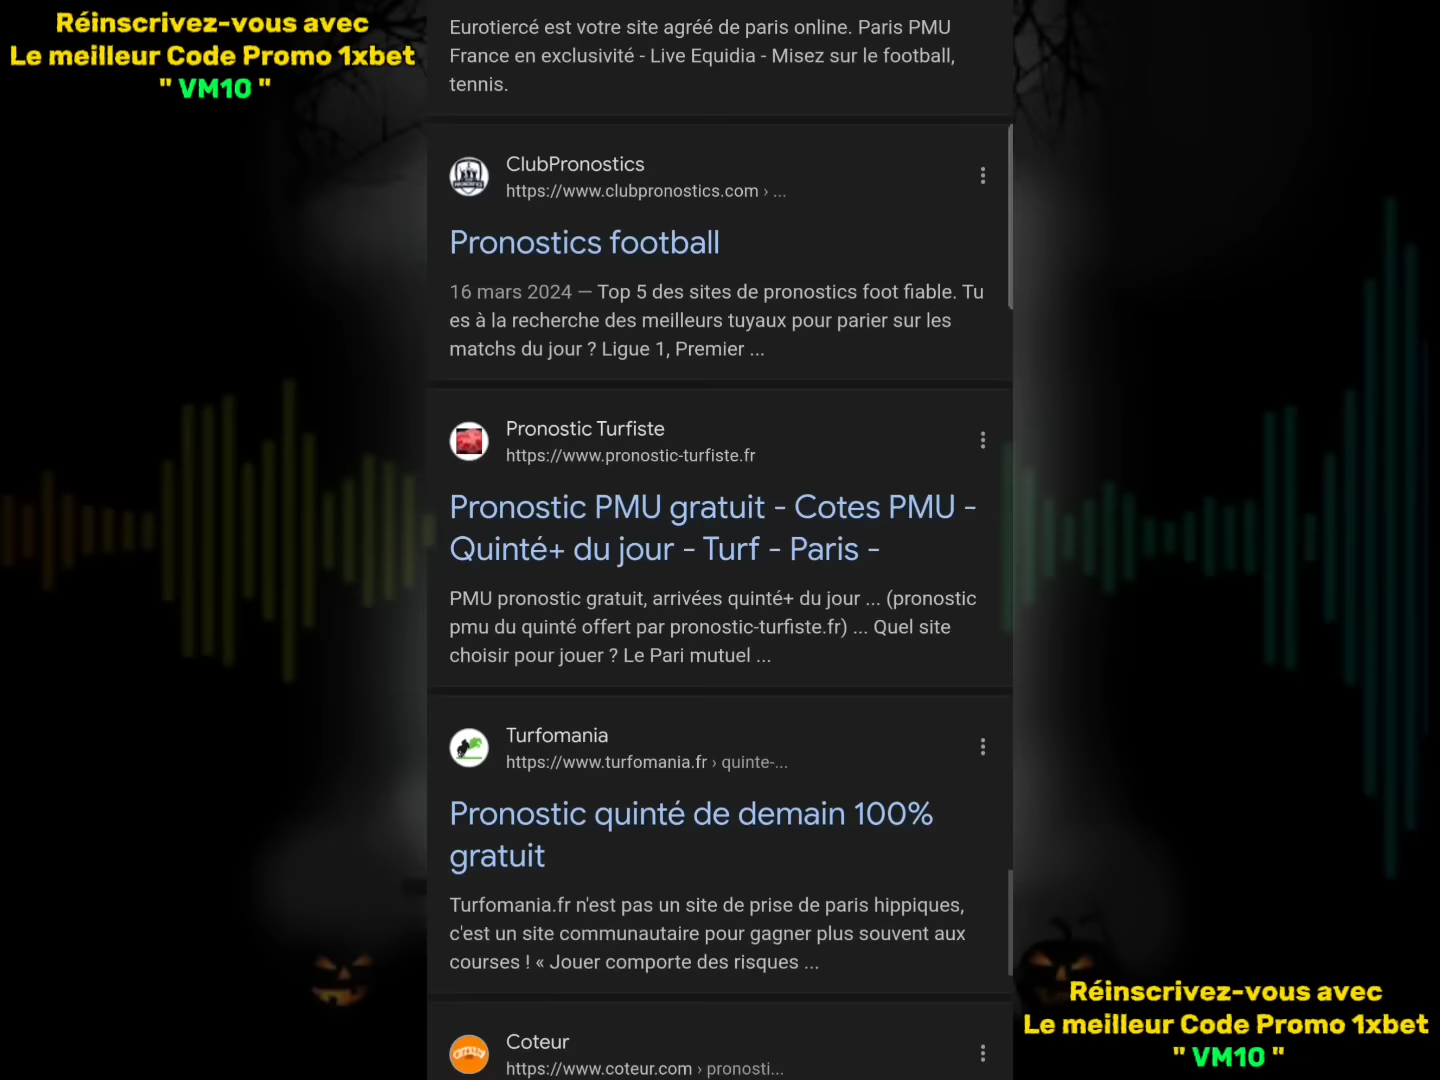 Réinscrivez-vous avec
Le meilleur Code Promo 1xbet
" VM10 "
Eurotiercé est votre site agréé de paris online. Paris PMU
France en exclusivité - Live Equidia - Misez sur le football,
tennis.
ClubPronostics
https://www.clubpronostics.com › ...
Pronostics football
16 mars 2024 — Top 5 des sites de pronostics foot fiable. Tu
es à la recherche des meilleurs tuyaux pour parier sur les
matchs du jour ? Ligue 1, Premier ...
Pronostic Turfiste
https://www.pronostic-turfiste.fr
Pronostic PMU gratuit - Cotes PMU -
Quinté+ du jour - Turf - Paris -
PMU pronostic gratuit, arrivées quinté+ du jour ... (pronostic
pmu du quinté offert par pronostic-turfiste.fr) ... Quel site
choisir pour jouer ? Le Pari mutuel ...
Turfomania
https://www.turfomania.fr › quinte-...
Pronostic quinté de demain 100%
gratuit
Turfomania.fr n'est pas un site de prise de paris hippiques,
c'est un site communautaire pour gagner plus souvent aux
courses ! « Jouer comporte des risques ...
Coteur
https://www.coteur.com › pronosti...
Réinscrivez-vous avec
Le meilleur Code Promo 1xbet
" VM10 "